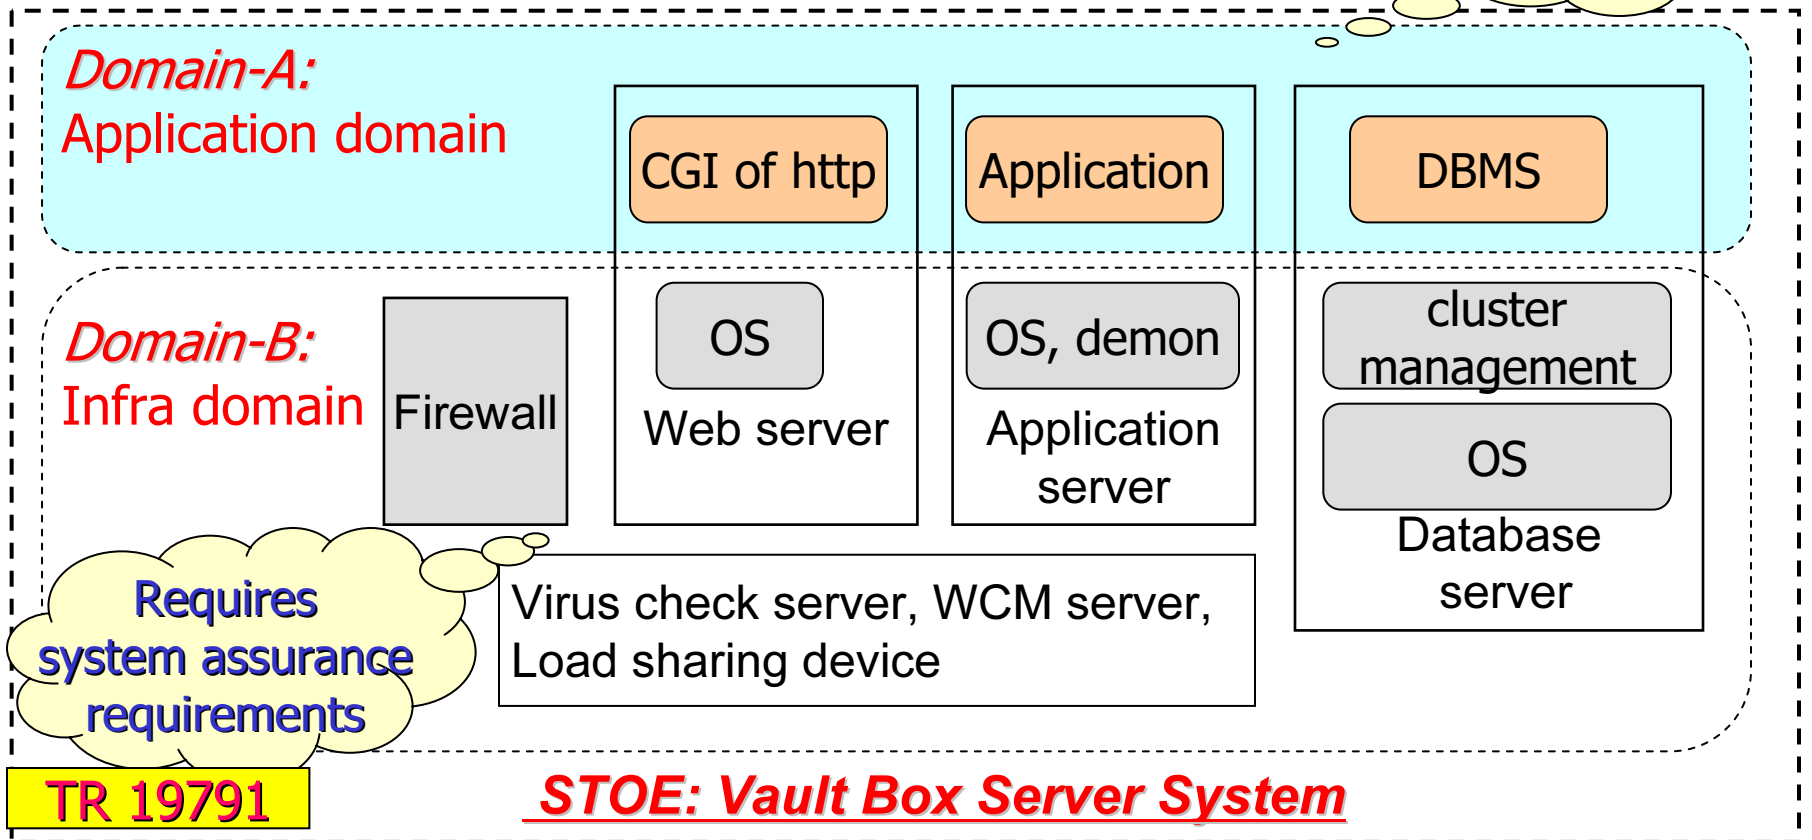 Domain-A:
Application domain
CGI of http
Application
DBMS
Domain-B:
Infra domain
Firewall
OS
Web server
OS, demon
Application
server
cluster
management
OS
Database
server
Requires
system assurance
requirements
Virus check server, WCM server,
Load sharing device
TR 19791
STOE: Vault Box Server System